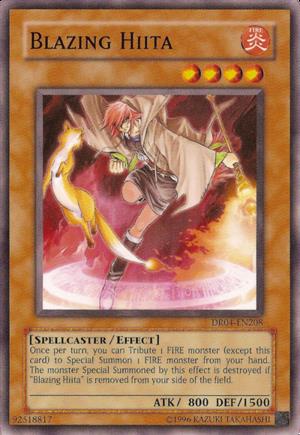 BLAZING HIITA
FIRE
炎
DR04-EN208
[SPELLCASTER / EFFECT]
Once per turn, you can Tribute 1 FIRE monster (except this
card) to Special Summon 1 FIRE monster from your hand.
The monster Special Summoned by this effect is destroyed if
"Blazing Hiita" is removed from your side of the field.
ATK/ 800 DEF/1500
92518817
©1996 KAZUKI TAKAHASHI